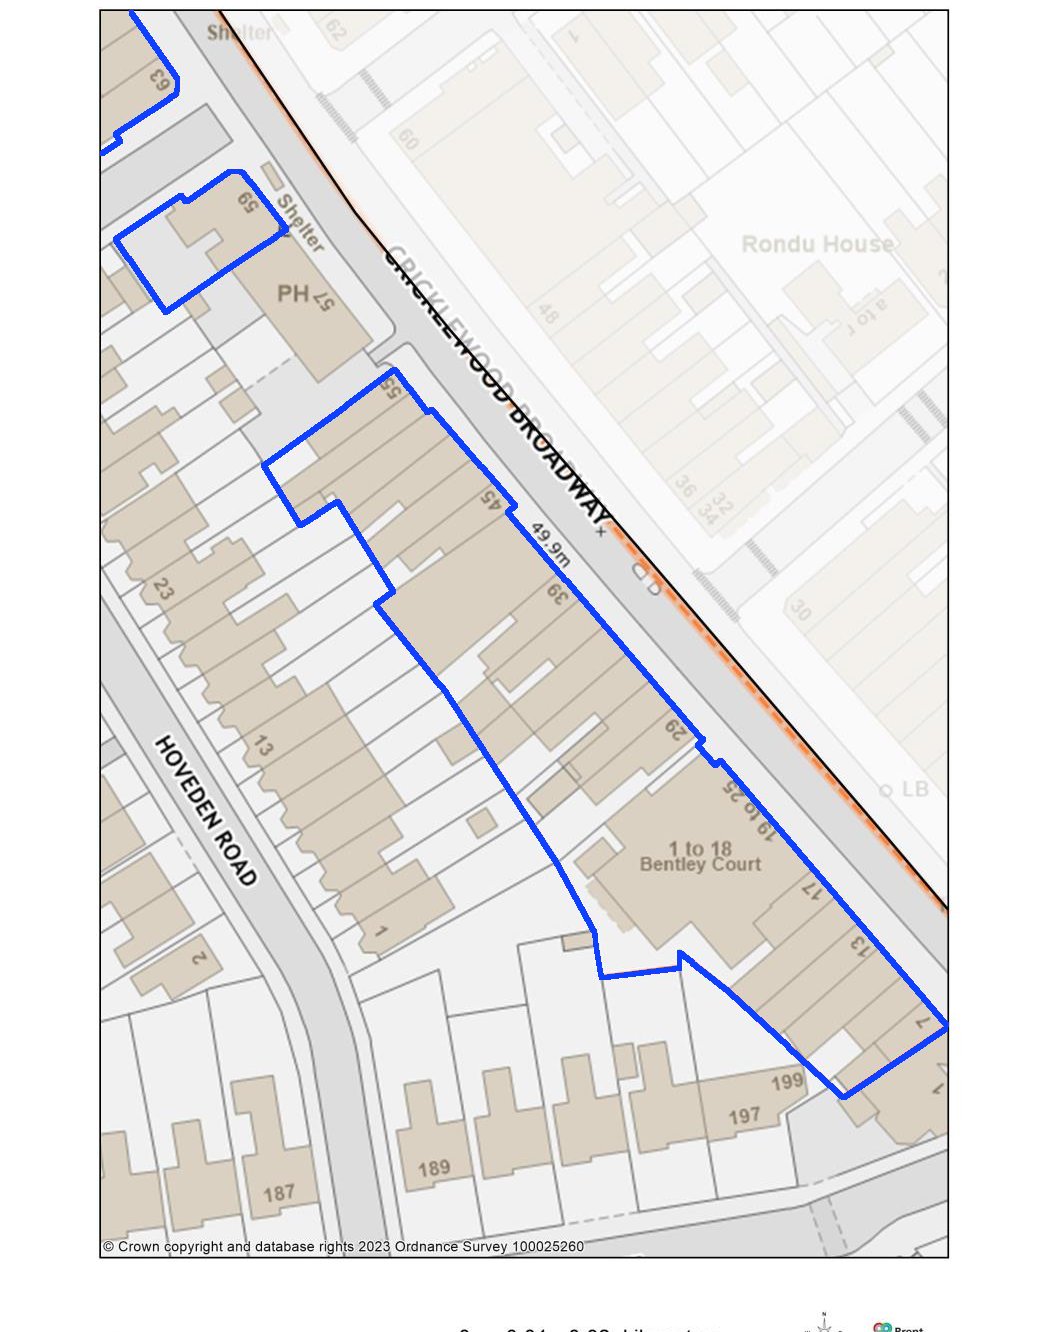 Shelter
62
63
60
59
Shelter
Rondu House
PH
57
48
CRICKLEWOOD BROADWAY
55
36
32
34
45
49.9m
23
39
30
13
29
LB
HOVEDEN ROAD
19 to 25
1 to 18
Bentley Court
17
1
13
2
7
199
1
197
189
187
© Crown copyright and database rights 2023 Ordnance Survey 100025260
N
Brent